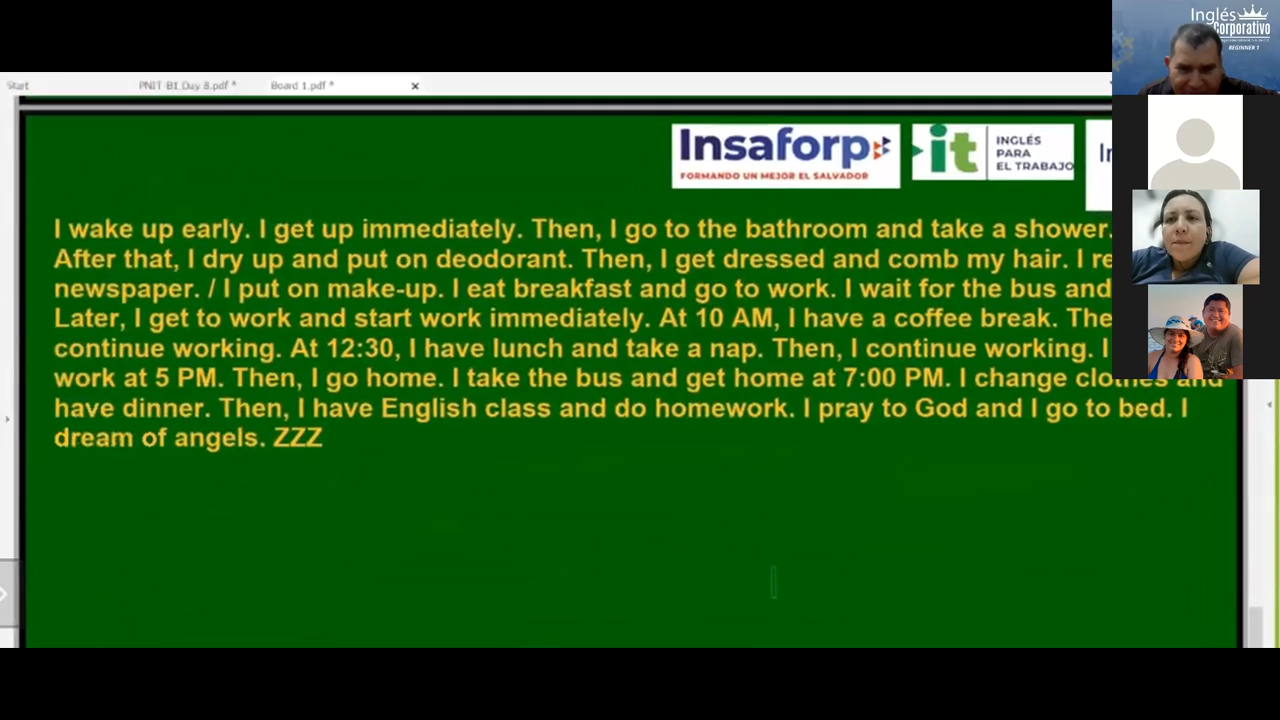 Inglés
Corporativo
BEGINNER 1
Start
PNIT-B1_Day 8.pdf *
Board 1.pdf *
Insaforp
FORMANDO UN MEJOR EL SALVADOR
it
INGLÉS
PARA
EL TRABAJO
I wake up early. I get up immediately. Then, I go to the bathroom and take a shower.
After that, I dry up and put on deodorant. Then, I get dressed and comb my hair. I re
newspaper. / I put on make-up. I eat breakfast and go to work. I wait for the bus and
Later, I get to work and start work immediately. At 10 AM, I have a coffee break. The
continue working. At 12:30, I have lunch and take a nap. Then, I continue working. I
work at 5 PM. Then, I go home. I take the bus and get home at 7:00 PM. I change clothes and
have dinner. Then, I have English class and do homework. I pray to God and I go to bed. I
dream of angels. ZZZ